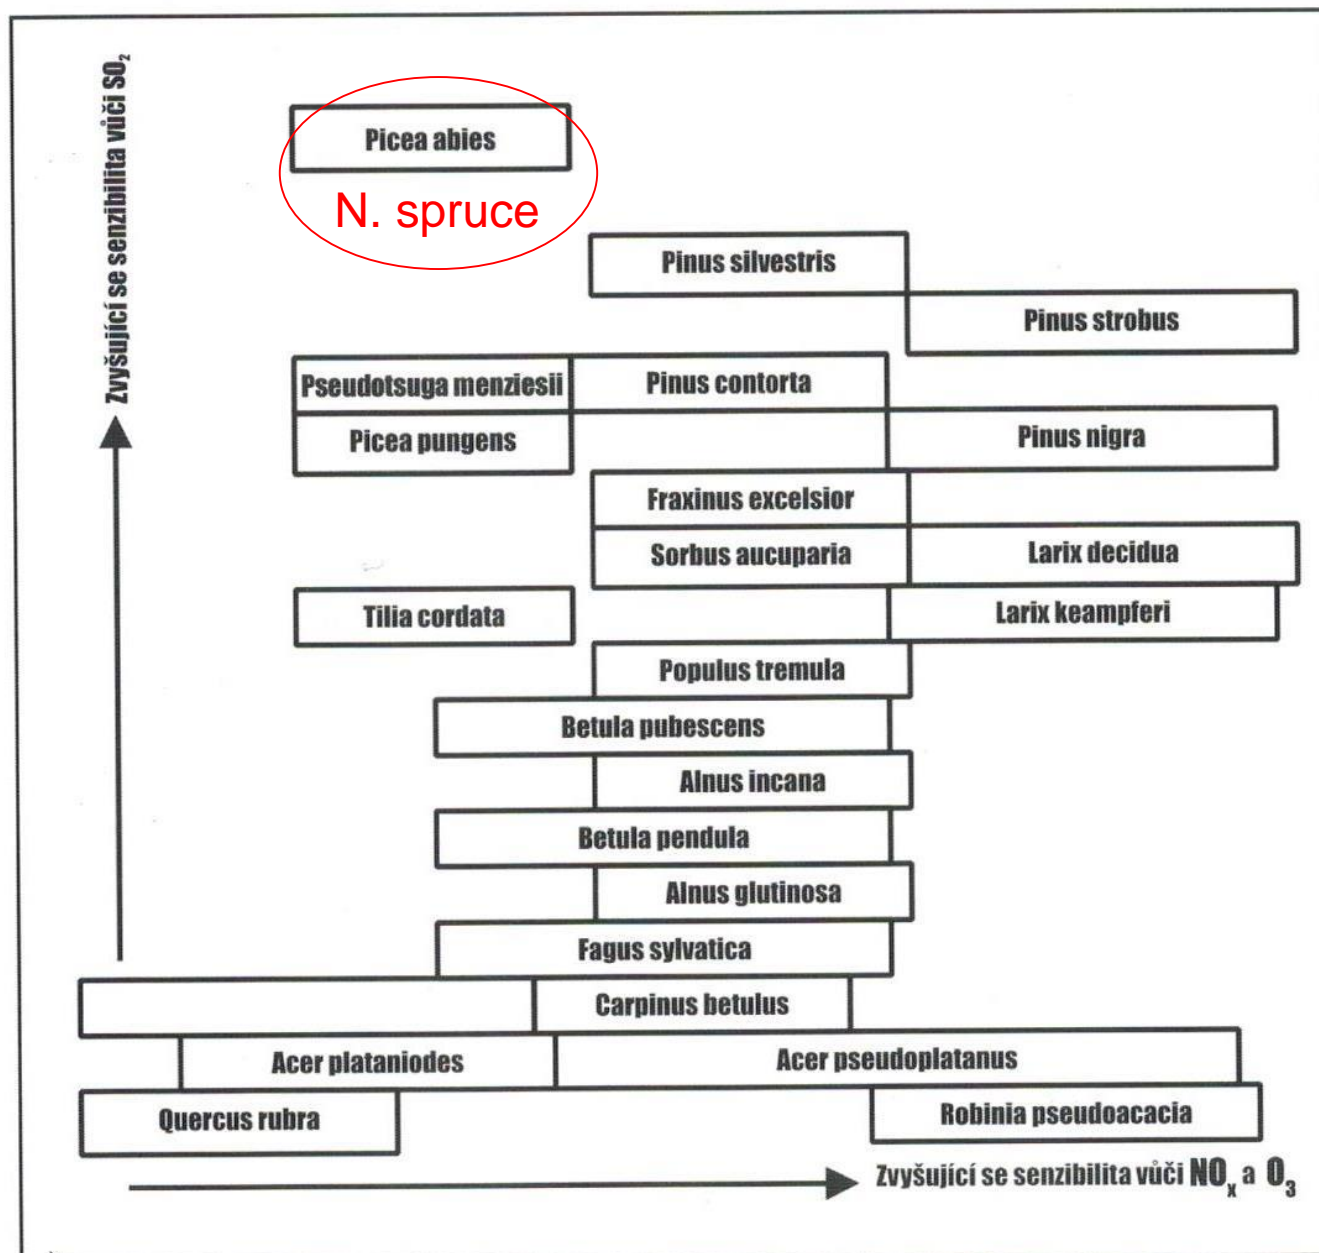 Zvyšující se senzibilita vůči SO₂
Picea abies
N. spruce
Pinus silvestris
Pinus strobus
Pseudotsuga menziesii
Pinus contorta
Picea pungens
Pinus nigra
Fraxinus excelsior
Sorbus aucuparia
Larix decidua
Tilia cordata
Larix keampferi
Populus tremula
Betula pubescens
Alnus incana
Betula pendula
Alnus glutinosa
Fagus sylvatica
Carpinus betulus
Acer plataniodes
Acer pseudoplatanus
Quercus rubra
Robinia pseudoacacia
Zvyšující se senzibilita vůči NOₓ a O₃